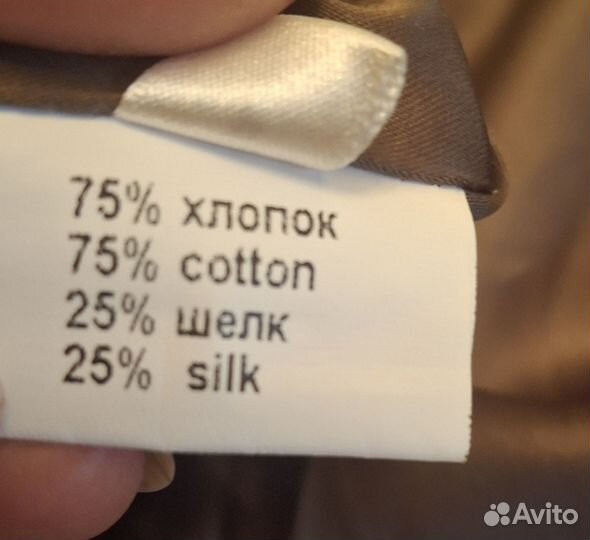 75% хлопок
75% cotton
25% шелк
25% silk
Avito